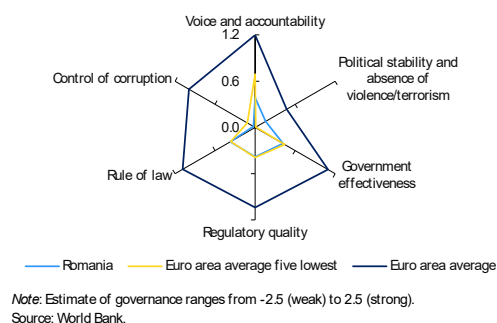 Voice and accountability
1.2
Political stability and
absence of
violence/terrorism
Control of corruption
0.6
0.0
Rule of law
Government
effectiveness
Regulatory quality
Romania
Euro area average five lowest
Euro area average
Note: Estimate of governance ranges from -2.5 (weak) to 2.5 (strong).
Source: World Bank.